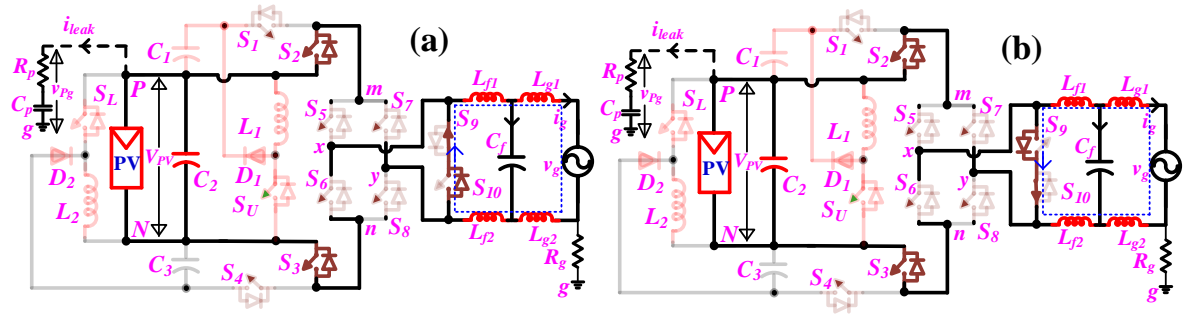 (a)
i_leak
R_p
v_Pg
C_p
g
S_L
P
V_PV
PV
N
D_2
L_2
C_1
S_1
S_2
L_1
C_2
D_1
S_U
C_3
S_4
S_3
m
S_5
S_7
x
y
S_6
S_8
n
S_9
S_10
L_f1
L_g1
i_g
C_f
v_g
L_f2
L_g2
R_g
g
(b)
i_leak
R_p
v_Pg
C_p
g
S_L
P
V_PV
PV
N
D_2
L_2
C_1
S_1
S_2
L_1
C_2
D_1
S_U
C_3
S_4
S_3
m
S_5
S_7
x
y
S_6
S_8
n
S_9
S_10
L_f1
L_g1
i_g
C_f
v_g
L_f2
L_g2
R_g
g